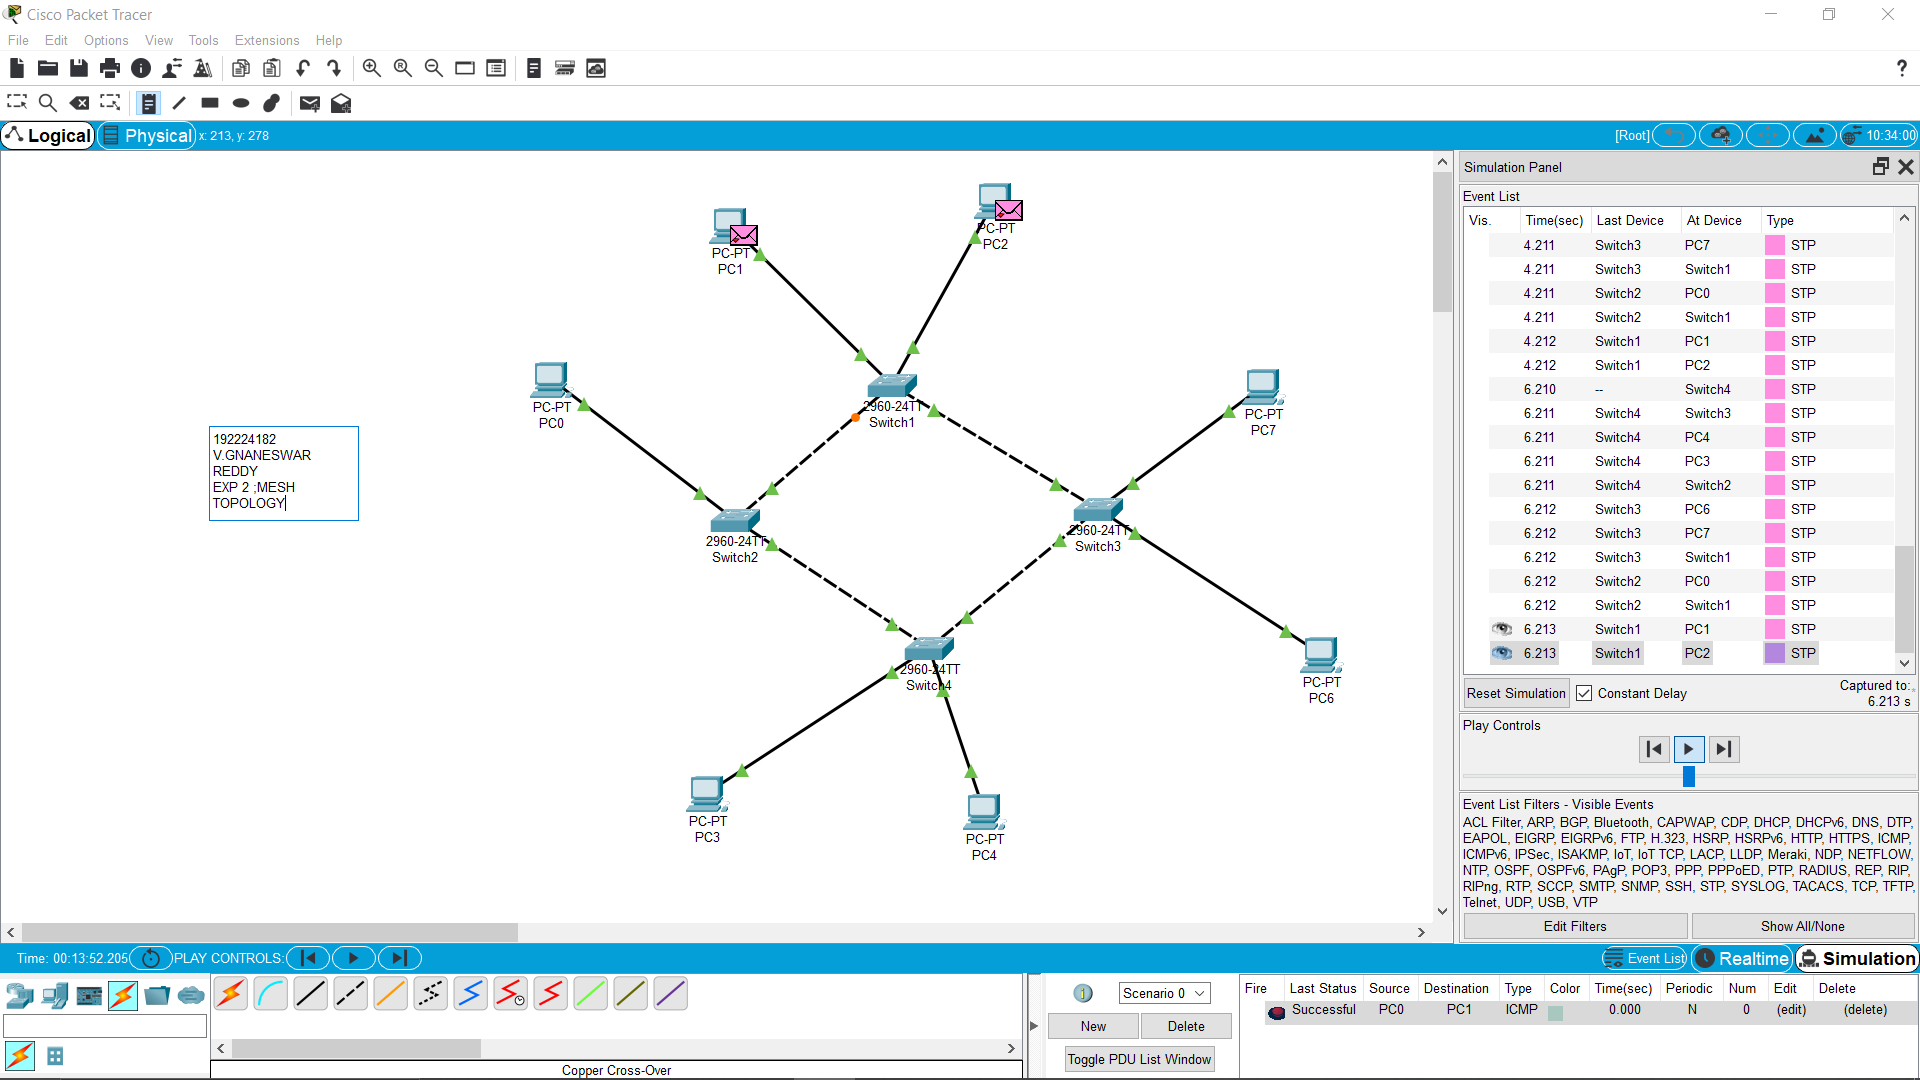 Cisco Packet Tracer
File Edit Options View Tools Extensions Help
Logical Physical x: 213, y: 278
[Root] 10:34:00
PC-PT
PC1
PC-PT
PC2
PC-PT
PC0
2960-24TT
Switch1
PC-PT
PC7
192224182
V.GNANESWAR
REDDY
EXP 2 ;MESH
TOPOLOGY
2960-24TT
Switch2
2960-24TT
Switch3
2960-24TT
Switch4
PC-PT
PC6
PC-PT
PC3
PC-PT
PC4
Simulation Panel
Event List
Vis. Time(sec) Last Device At Device Type
4.211 Switch3 PC7 STP
4.211 Switch3 Switch1 STP
4.211 Switch2 PC0 STP
4.211 Switch2 Switch1 STP
4.212 Switch1 PC1 STP
4.212 Switch1 PC2 STP
6.210 -- Switch4 STP
6.211 Switch4 Switch3 STP
6.211 Switch4 PC4 STP
6.211 Switch4 PC3 STP
6.211 Switch4 Switch2 STP
6.212 Switch3 PC6 STP
6.212 Switch3 PC7 STP
6.212 Switch3 Switch1 STP
6.212 Switch2 PC0 STP
6.212 Switch2 Switch1 STP
6.213 Switch1 PC1 STP
6.213 Switch1 PC2 STP
Reset Simulation Constant Delay Captured to:
6.213 s
Play Controls
Event List Filters - Visible Events
ACL Filter, ARP, BGP, Bluetooth, CAPWAP, CDP, DHCP, DHCPv6, DNS, DTP,
EAPOL, EIGRP, EIGRPv6, FTP, H.323, HSRP, HSRPv6, HTTP, HTTPS, ICMP,
ICMPv6, IPSec, ISAKMP, IoT, IoT TCP, LACP, LLDP, Meraki, NDP, NETFLOW,
NTP, OSPF, OSPFv6, PAgP, POP3, PPP, PPPoED, PTP, RADIUS, REP, RIP,
RIPng, RTP, SCCP, SMTP, SNMP, SSH, STP, SYSLOG, TACACS, TCP, TFTP,
Telnet, UDP, USB, VTP
Edit Filters Show All/None
Time: 00:13:52.205 PLAY CONTROLS:
Event List Realtime Simulation
Copper Cross-Over
Scenario 0
New Delete
Toggle PDU List Window
Fire Last Status Source Destination Type Color Time(sec) Periodic Num Edit Delete
Successful PC0 PC1 ICMP 0.000 N 0 (edit) (delete)